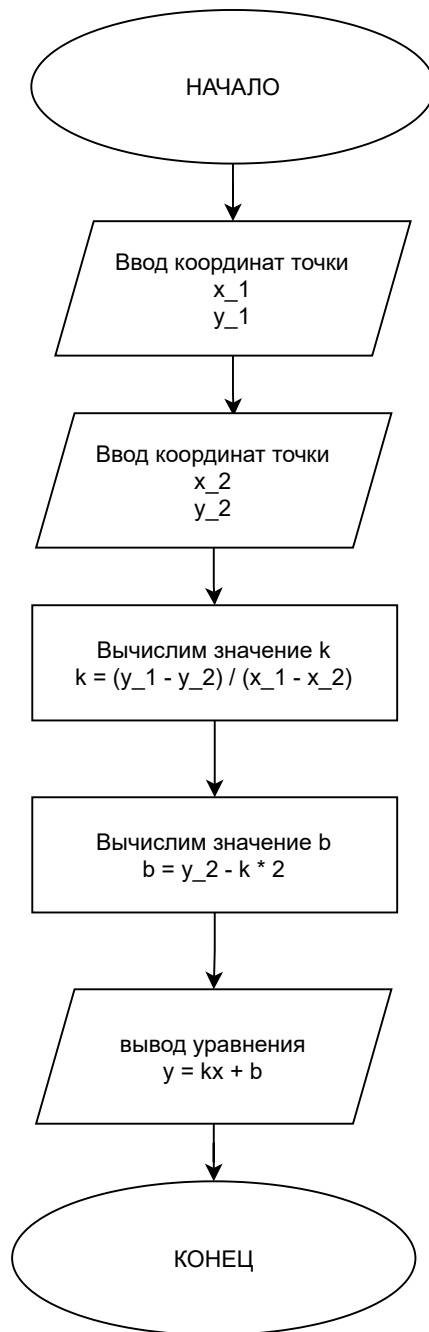 НАЧАЛО
Ввод координат точки
x_1
y_1
Ввод координат точки
x_2
y_2
Вычислим значение k
k = (y_1 - y_2) / (x_1 - x_2)
Вычислим значение b
b = y_2 - k * 2
вывод уравнения
y = kx + b
КОНЕЦ